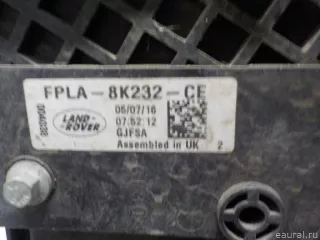 FPLA-8K232-CE
LAND-
ROVER
05/07/16
07:52:12
GJFSA
Assembled in UK
2
eaural.ru